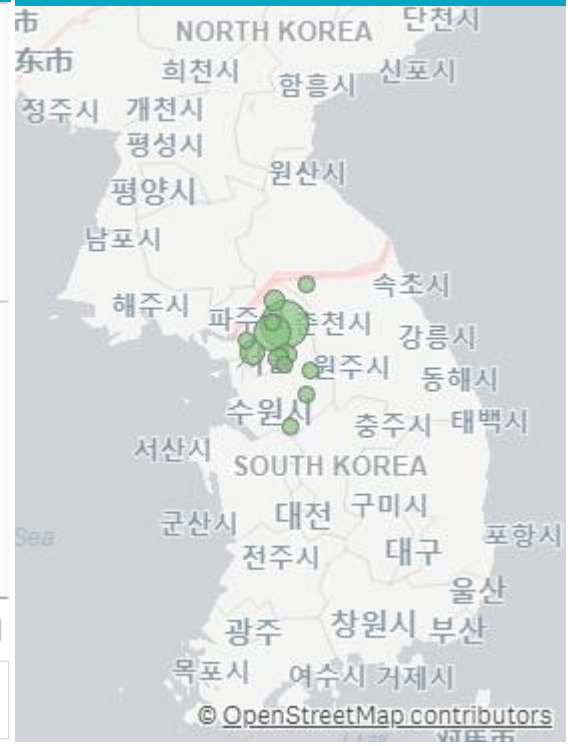 市
단천시
NORTH KOREA
东市
희천시
신포시
함흥시
정주시
개천시
평성시
원산시
평양시
남포시
속초시
해주시
파주
춘천시
강릉시
원주시
동해시
수원시
충주시
태백시
서산시
SOUTH KOREA
구미시
대전
군산시
Sea
포항시
전주시
대구
울산
창원시
광주
부산
목포시
여수시
거제시
© OpenStreetMap contributors